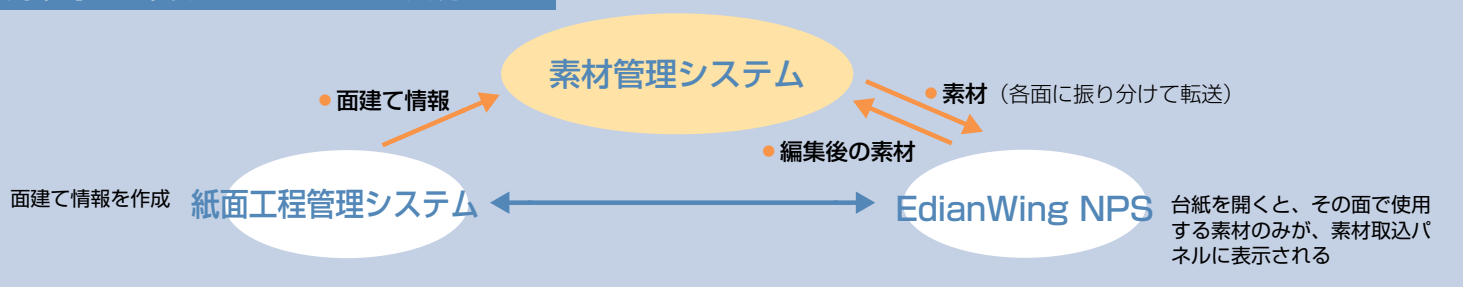 素材管理システム
● 面建て情報
● 素材（各面に振り分けて転送）
● 編集後の素材
面建て情報を作成
紙面工程管理システム
EdianWing NPS
台紙を開くと、その面で使用
する素材のみが、素材取込パ
ネルに表示される